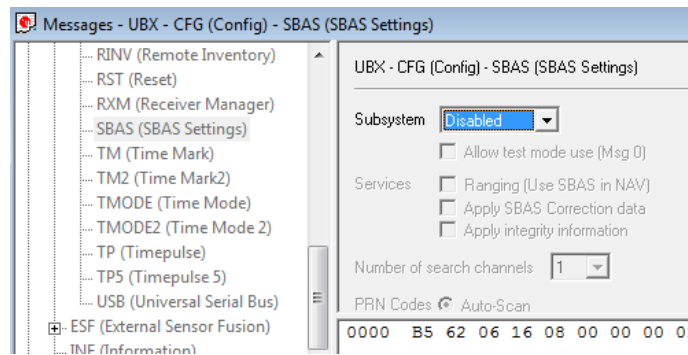 Messages - UBX - CFG (Config) - SBAS (SBAS Settings)
RINV (Remote Inventory)
RST (Reset)
RXM (Receiver Manager)
SBAS (SBAS Settings)
TM (Time Mark)
TM2 (Time Mark2)
TMODE (Time Mode)
TMODE2 (Time Mode 2)
TP (Timepulse)
TP5 (Timepulse 5)
USB (Universal Serial Bus)
ESF (External Sensor Fusion)
INF (Information)
UBX - CFG (Config) - SBAS (SBAS Settings)
Subsystem Disabled
Allow test mode use (Msg 0)
Services Ranging (Use SBAS in NAV)
Apply SBAS Correction data
Apply integrity information
Number of search channels 1
PRN Codes Auto-Scan
0000 B5 62 06 16 08 00 00 00 0